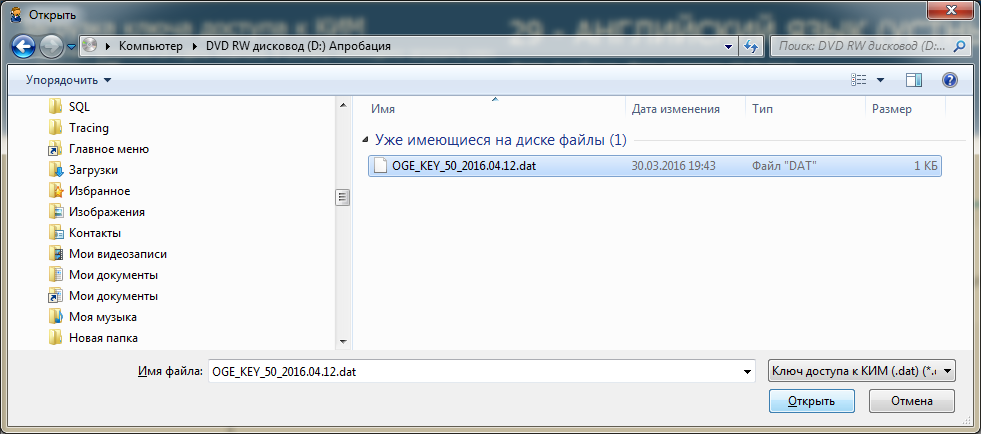 Открыть
Компьютер ▸ DVD RW дисковод (D:) Апробация
Поиск: DVD RW дисковод (D:...
Упорядочить
SQL
Tracing
Главное меню
Загрузки
Избранное
Изображения
Контакты
Мои видеозаписи
Мои документы
Мои документы
Моя музыка
Новая папка
Имя Дата изменения Тип Размер
Уже имеющиеся на диске файлы (1)
OGE_KEY_50_2016.04.12.dat 30.03.2016 19:43 Файл "DAT" 1 КБ
Имя файла: OGE_KEY_50_2016.04.12.dat Ключ доступа к КИМ (.dat) (*.
Открыть Отмена